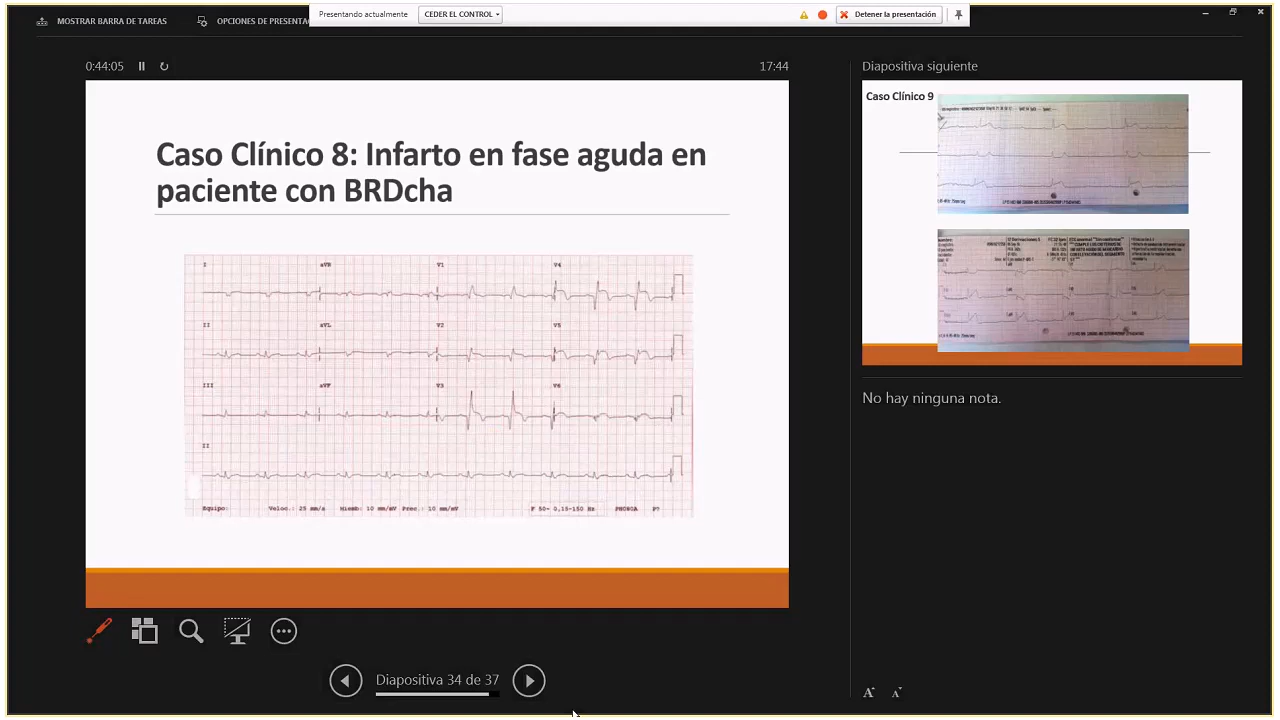 Presentando actualmente CEDER EL CONTROL Detener la presentación
MOSTRAR BARRA DE TAREAS OPCIONES DE PRESENTA
0:44:05 17:44
Caso Clínico 8: Infarto en fase aguda en
paciente con BRDcha
I aVR V1 V4
II aVL V2 V5
III aVF V3 V6
II
Equipo: Veloc.: 25 mm/s Miemb: 10 mm/mV Prec.: 10 mm/mV F 50~ 0,15-150 Hz P?
Diapositiva 34 de 37
Diapositiva siguiente
Caso Clínico 9
No hay ninguna nota.
A A